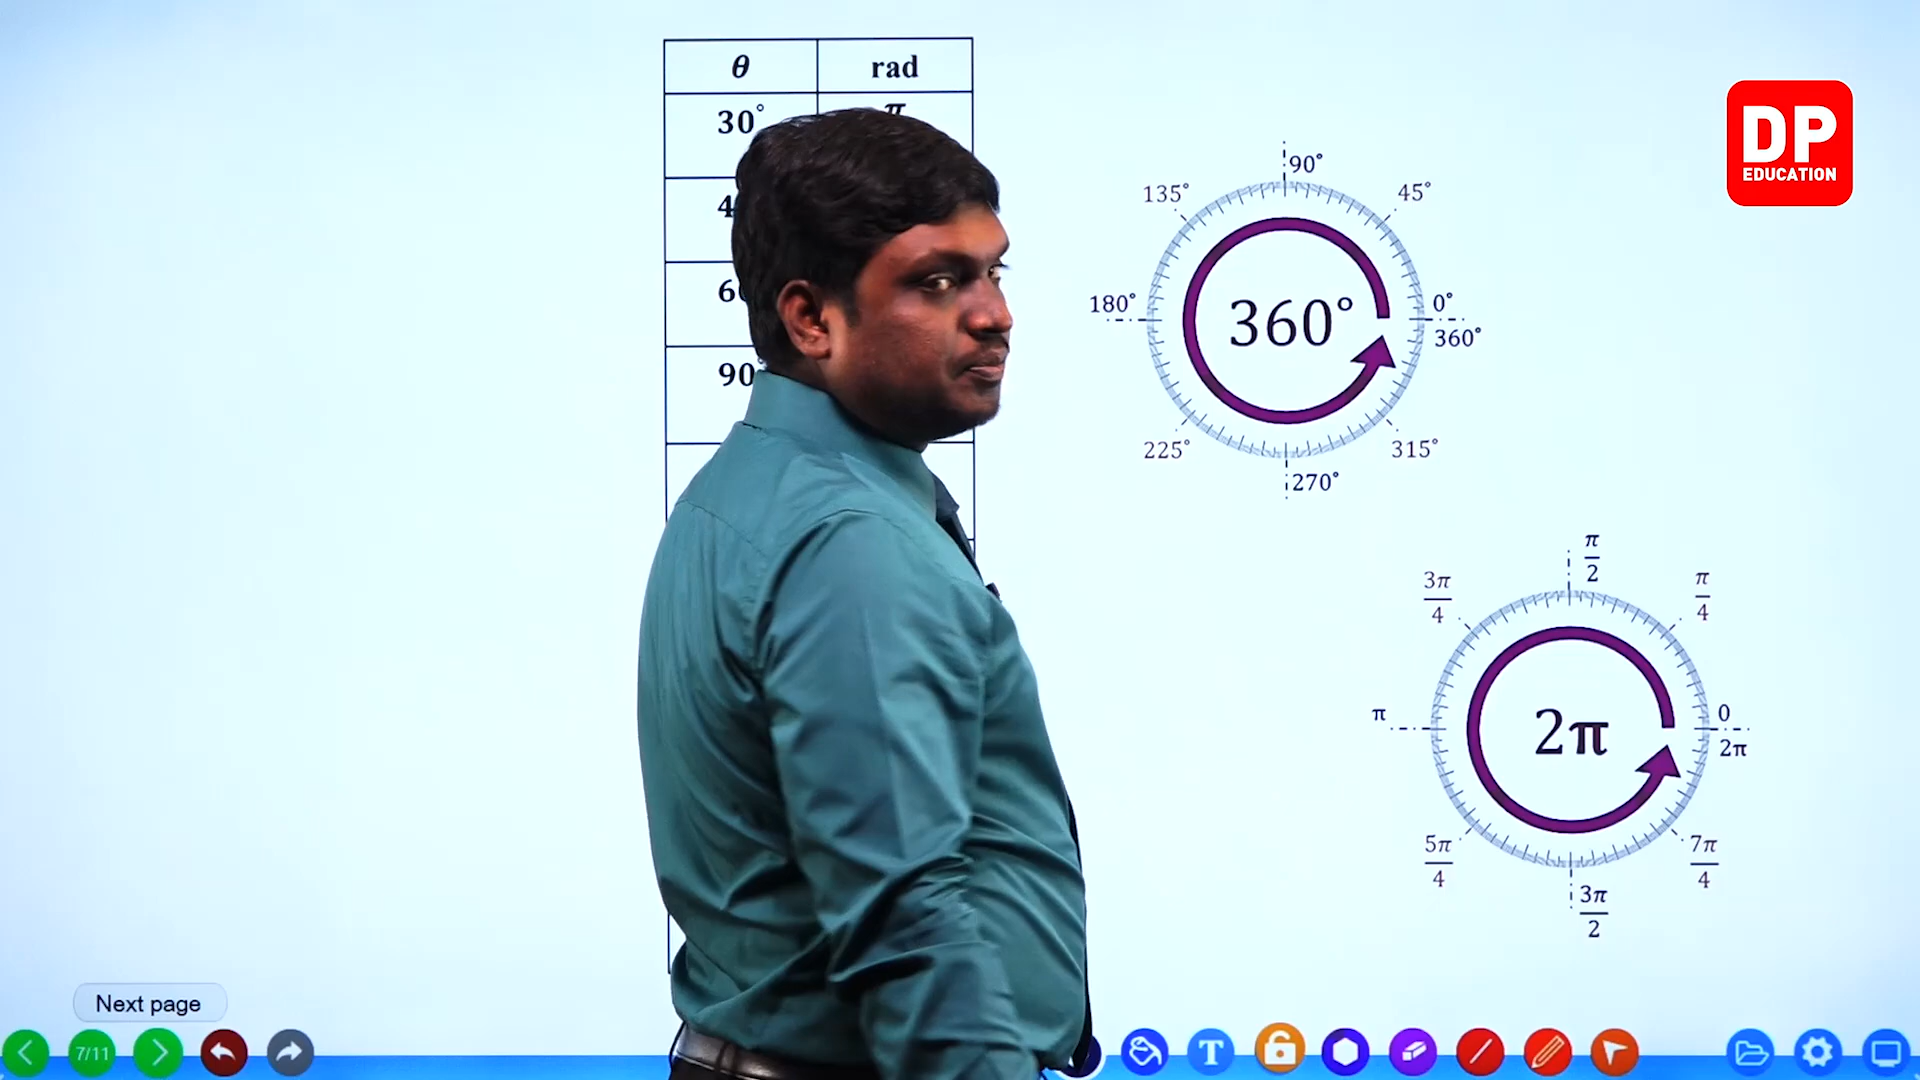 θ rad
30° π
90
90°
135° 45°
180° 360° 0°
360°
225° 315°
270°
π/2
3π/4 π/4
π 2π 0
2π
5π/4 7π/4
3π/2
DP
EDUCATION
Next page
7/11
T